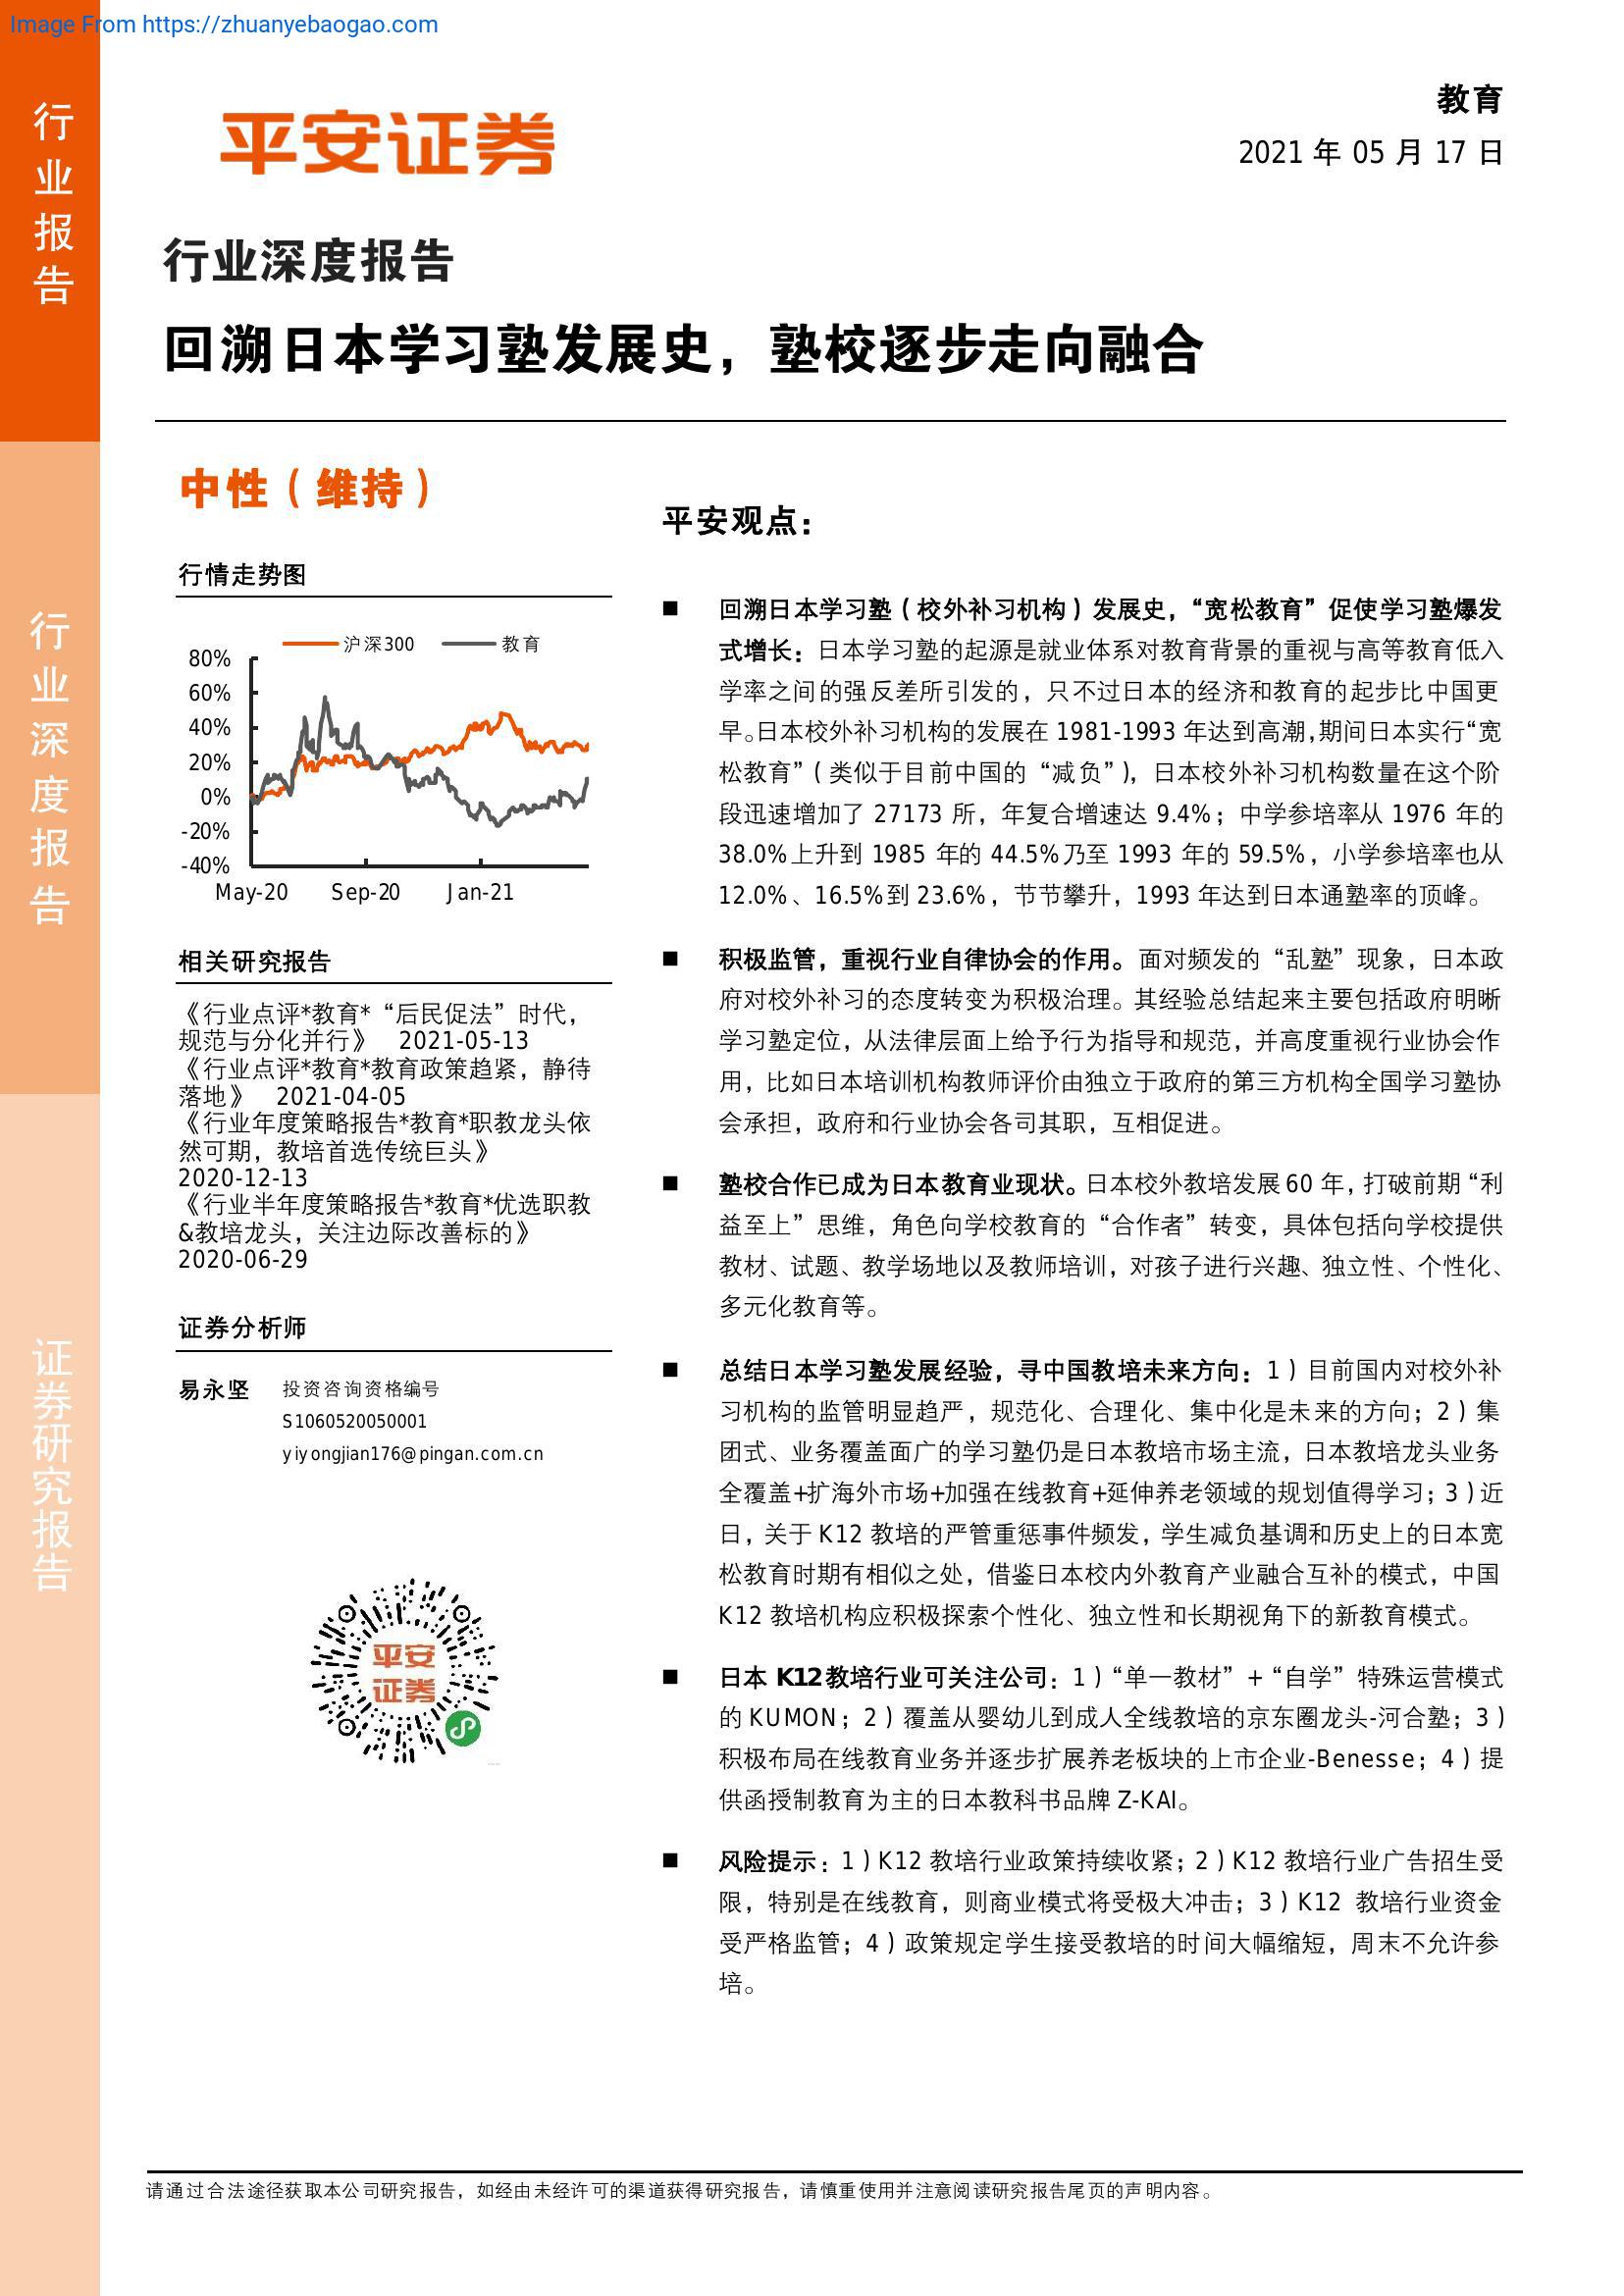 Image From https://zhuanyebaogao.com
行业报告
行业深度报告
证券研究报告
平安证券
教育
2021 年 05 月 17 日
行业深度报告
回溯日本学习塾发展史，塾校逐步走向融合
中性（维持）
行情走势图
沪深300 教育
80%
60%
40%
20%
0%
-20%
-40%
May-20 Sep-20 Jan-21
相关研究报告
《行业点评*教育*“后民促法”时代，
规范与分化并行》 2021-05-13
《行业点评*教育*教育政策趋紧，静待
落地》 2021-04-05
《行业年度策略报告*教育*职教龙头依
然可期，教培首选传统巨头》
2020-12-13
《行业半年度策略报告*教育*优选职教
&教培龙头，关注边际改善标的》
2020-06-29
证券分析师
易永坚 投资咨询资格编号
S1060520050001
yiyongjian176@pingan.com.cn
平安
证券
平安观点：
■ 回溯日本学习塾（校外补习机构）发展史，“宽松教育”促使学习塾爆发
式增长：日本学习塾的起源是就业体系对教育背景的重视与高等教育低入
学率之间的强反差所引发的，只不过日本的经济和教育的起步比中国更
早。日本校外补习机构的发展在 1981-1993 年达到高潮，期间日本实行“宽
松教育”（类似于目前中国的“减负”），日本校外补习机构数量在这个阶
段迅速增加了 27173 所，年复合增速达 9.4%；中学参培率从 1976 年的
38.0%上升到 1985 年的 44.5%乃至 1993 年的 59.5%，小学参培率也从
12.0%、16.5%到 23.6%，节节攀升，1993 年达到日本通塾率的顶峰。
■ 积极监管，重视行业自律协会的作用。面对频发的“乱塾”现象，日本政
府对校外补习的态度转变为积极治理。其经验总结起来主要包括政府明晰
学习塾定位，从法律层面上给予行为指导和规范，并高度重视行业协会作
用，比如日本培训机构教师评价由独立于政府的第三方机构全国学习塾协
会承担，政府和行业协会各司其职，互相促进。
■ 塾校合作已成为日本教育业现状。日本校外教培发展 60 年，打破前期“利
益至上”思维，角色向学校教育的“合作者”转变，具体包括向学校提供
教材、试题、教学场地以及教师培训，对孩子进行兴趣、独立性、个性化、
多元化教育等。
■ 总结日本学习塾发展经验，寻中国教培未来方向：1）目前国内对校外补
习机构的监管明显趋严，规范化、合理化、集中化是未来的方向；2）集
团式、业务覆盖面广的学习塾仍是日本教培市场主流，日本教培龙头业务
全覆盖+扩海外市场+加强在线教育+延伸养老领域的规划值得学习；3）近
日，关于 K12 教培的严管重惩事件频发，学生减负基调和历史上的日本宽
松教育时期有相似之处，借鉴日本校内外教育产业融合互补的模式，中国
K12 教培机构应积极探索个性化、独立性和长期视角下的新教育模式。
■ 日本 K12 教培行业可关注公司：1）“单一教材”+“自学”特殊运营模式
的 KUMON；2）覆盖从婴幼儿到成人全线教培的京东圈龙头-河合塾；3）
积极布局在线教育业务并逐步扩展养老板块的上市企业-Benesse；4）提
供函授制教育为主的日本教科书品牌 Z-KAI。
■ 风险提示：1）K12 教培行业政策持续收紧；2）K12 教培行业广告招生受
限，特别是在线教育，则商业模式将受极大冲击；3）K12 教培行业资金
受严格监管；4）政策规定学生接受教培的时间大幅缩短，周末不允许参
培。
请通过合法途径获取本公司研究报告，如经由未经许可的渠道获得研究报告，请慎重使用并注意阅读研究报告尾页的声明内容。